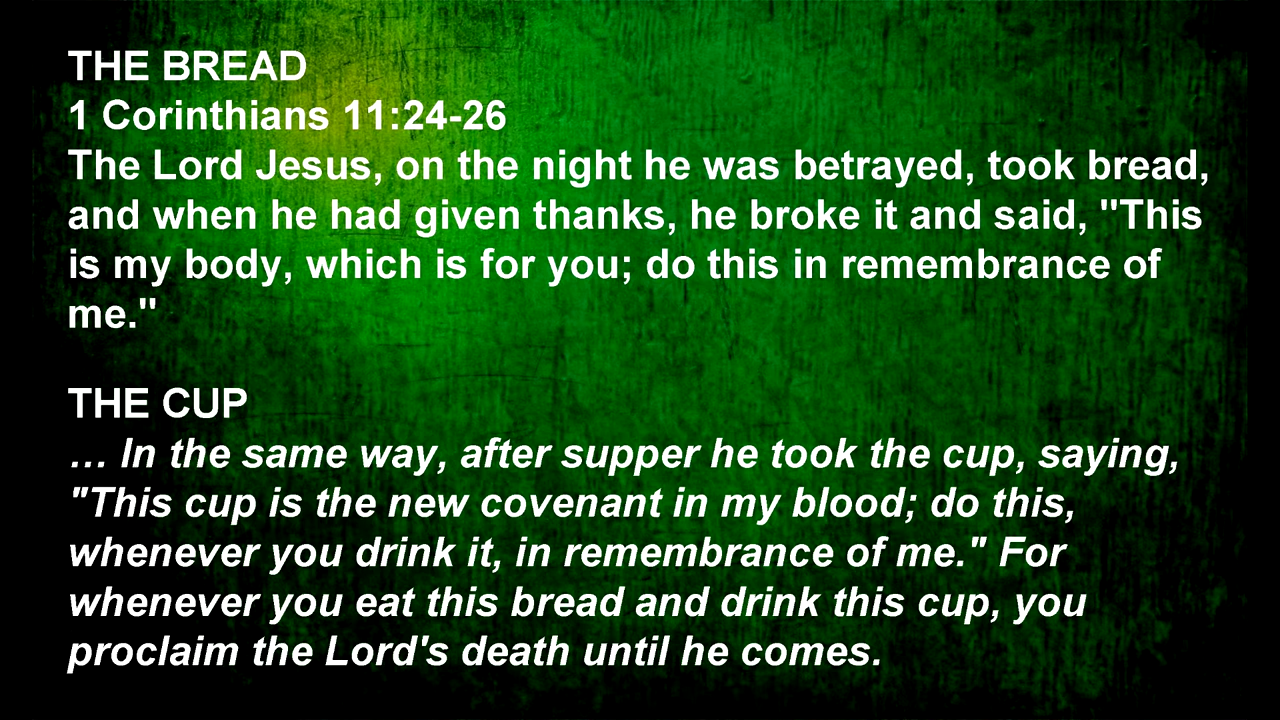 THE BREAD
1 Corinthians 11:24-26
The Lord Jesus, on the night he was betrayed, took bread,
and when he had given thanks, he broke it and said, "This
is my body, which is for you; do this in remembrance of
me."
THE CUP
… In the same way, after supper he took the cup, saying,
"This cup is the new covenant in my blood; do this,
whenever you drink it, in remembrance of me." For
whenever you eat this bread and drink this cup, you
proclaim the Lord's death until he comes.